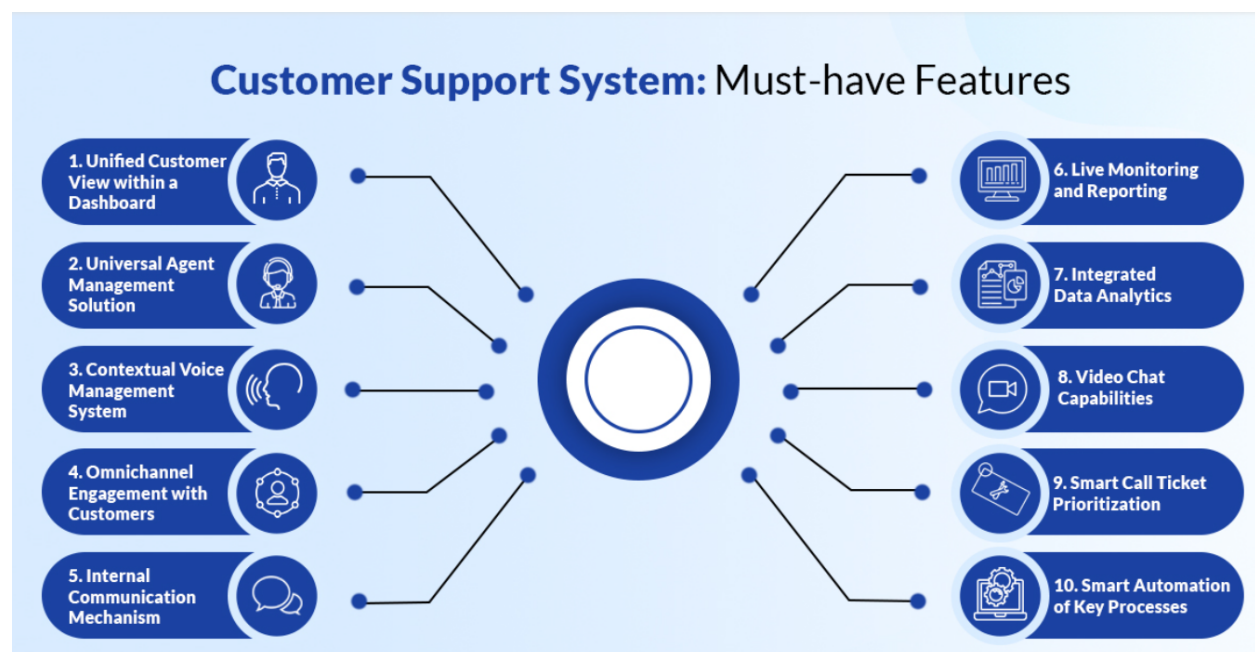 Customer Support System: Must-have Features
1. Unified Customer
View within a
Dashboard
2. Universal Agent
Management
Solution
3. Contextual Voice
Management
System
4. Omnichannel
Engagement with
Customers
5. Internal
Communication
Mechanism
6. Live Monitoring
and Reporting
7. Integrated
Data Analytics
8. Video Chat
Capabilities
9. Smart Call Ticket
Prioritization
10. Smart Automation
of Key Processes